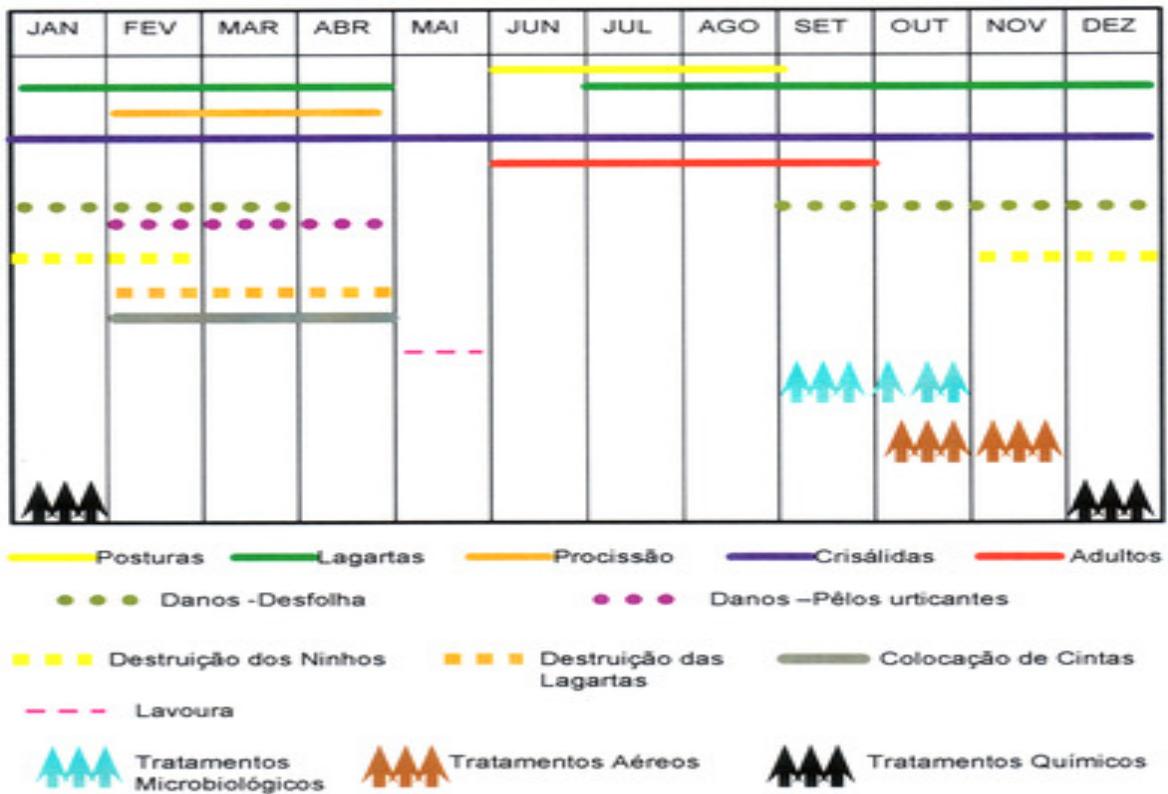 JAN FEV MAR ABR MAI JUN JUL AGO SET OUT NOV DEZ
Posturas Lagartas Procissão Crisálidas Adultos
Danos -Desfolha Danos –Pêlos urticantes
Destruição dos Ninhos Destruição das Colocação de Cintas
Lagartas
Lavoura
Tratamentos Tratamentos Aéreos Tratamentos Químicos
Microbiológicos